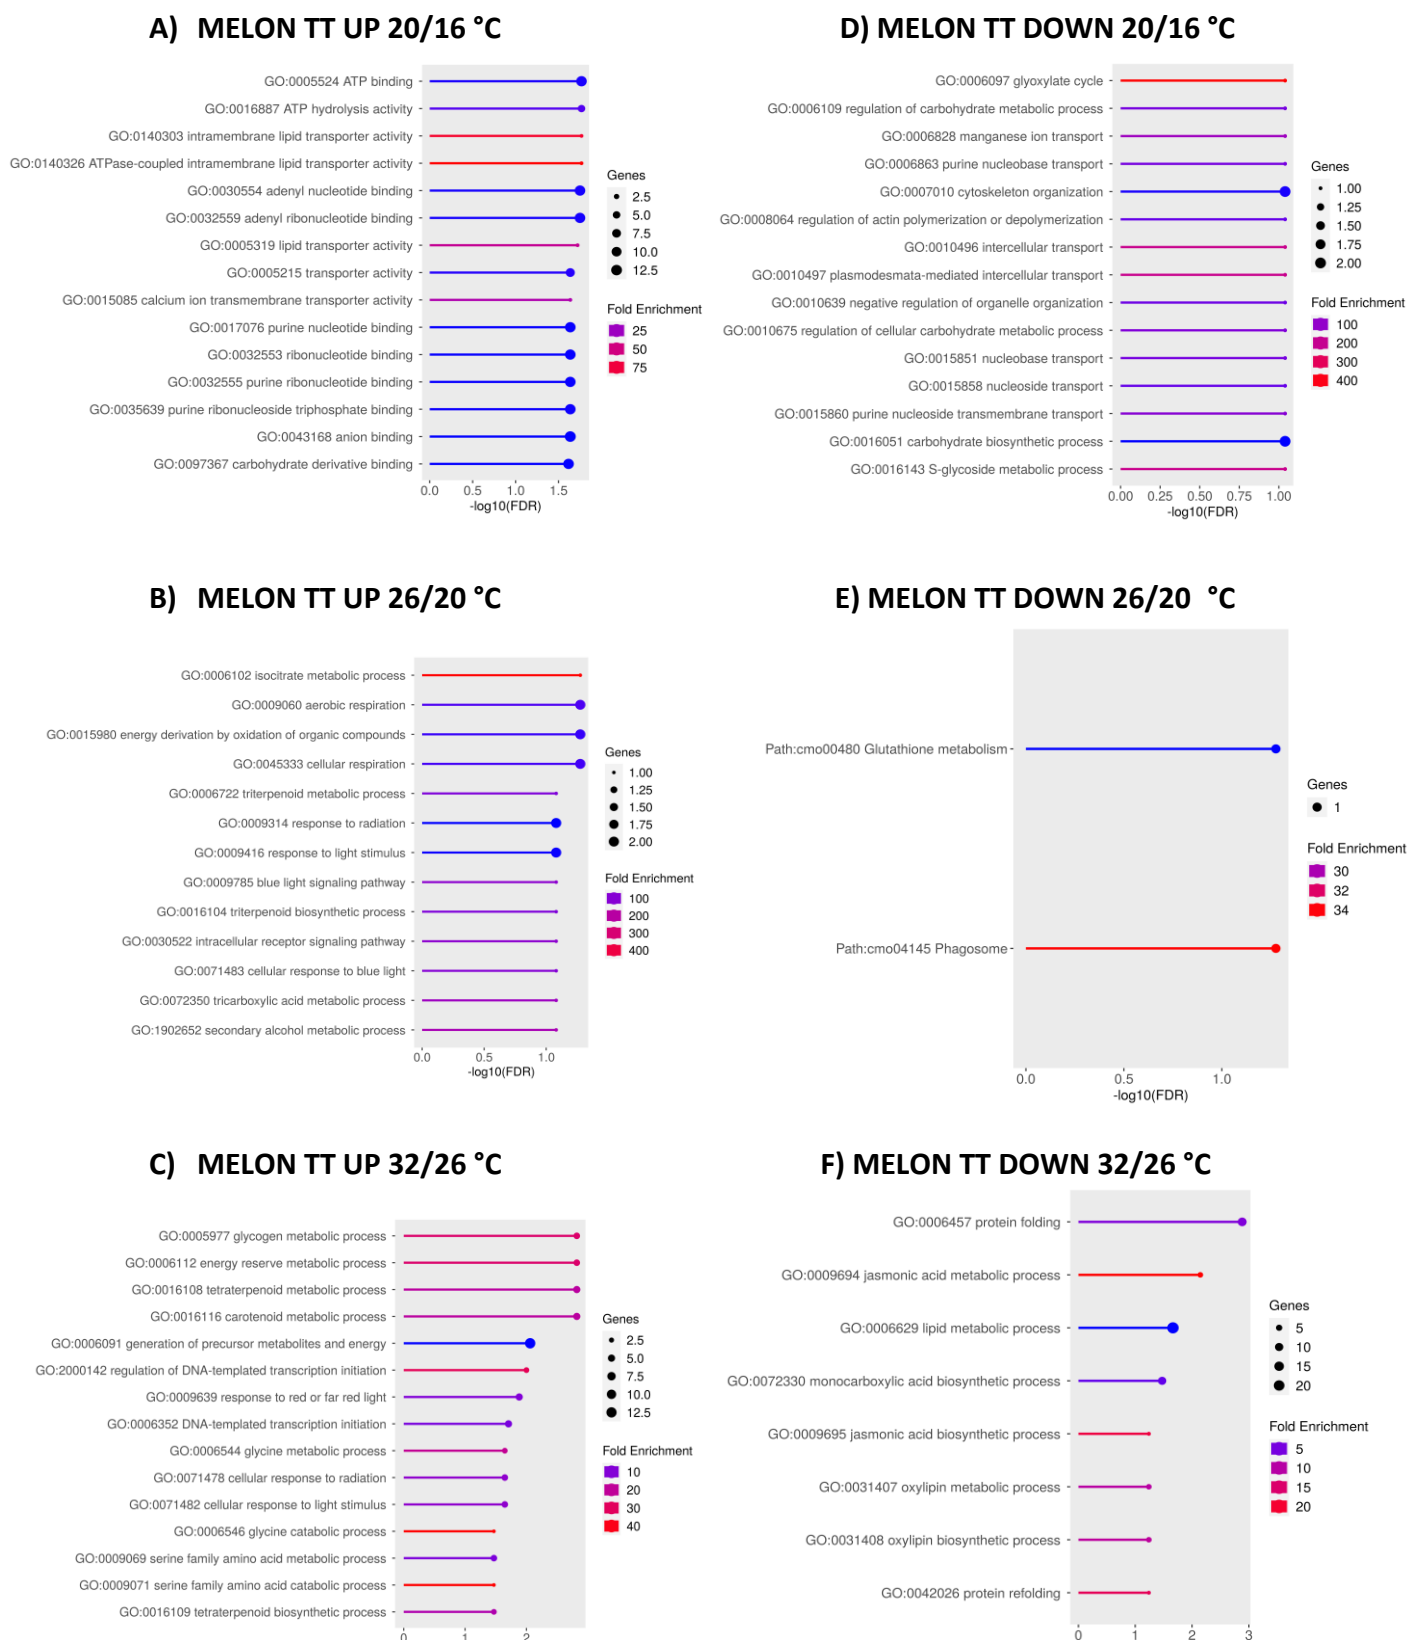 A) MELON TT UP 20/16 °C
GO:0005524 ATP binding
GO:0016887 ATP hydrolysis activity
GO:0140303 intramembrane lipid transporter activity
GO:0140326 ATPase-coupled intramembrane lipid transporter activity
GO:0030554 adenyl nucleotide binding
GO:0032559 adenyl ribonucleotide binding
GO:0005319 lipid transporter activity
GO:0005215 transporter activity
GO:0015085 calcium ion transmembrane transporter activity
GO:0017076 purine nucleotide binding
GO:0032553 ribonucleotide binding
GO:0032555 purine ribonucleotide binding
GO:0035639 purine ribonucleoside triphosphate binding
GO:0043168 anion binding
GO:0097367 carbohydrate derivative binding
0.0 0.5 1.0 1.5
-log10(FDR)
Genes
2.5
5.0
7.5
10.0
12.5
Fold Enrichment
25
50
75
D) MELON TT DOWN 20/16 °C
GO:0006097 glyoxylate cycle
GO:0006109 regulation of carbohydrate metabolic process
GO:0006828 manganese ion transport
GO:0006863 purine nucleobase transport
GO:0007010 cytoskeleton organization
GO:0008064 regulation of actin polymerization or depolymerization
GO:0010496 intercellular transport
GO:0010497 plasmodesmata-mediated intercellular transport
GO:0010639 negative regulation of organelle organization
GO:0010675 regulation of cellular carbohydrate metabolic process
GO:0015851 nucleobase transport
GO:0015858 nucleoside transport
GO:0015860 purine nucleoside transmembrane transport
GO:0016051 carbohydrate biosynthetic process
GO:0016143 S-glycoside metabolic process
0.00 0.25 0.50 0.75 1.00
-log10(FDR)
Genes
1.00
1.25
1.50
1.75
2.00
Fold Enrichment
100
200
300
400
B) MELON TT UP 26/20 °C
GO:0006102 isocitrate metabolic process
GO:0009060 aerobic respiration
GO:0015980 energy derivation by oxidation of organic compounds
GO:0045333 cellular respiration
GO:0006722 triterpenoid metabolic process
GO:0009314 response to radiation
GO:0009416 response to light stimulus
GO:0009785 blue light signaling pathway
GO:0016104 triterpenoid biosynthetic process
GO:0030522 intracellular receptor signaling pathway
GO:0071483 cellular response to blue light
GO:0072350 tricarboxylic acid metabolic process
GO:1902652 secondary alcohol metabolic process
0.0 0.5 1.0
-log10(FDR)
Genes
1.00
1.25
1.50
1.75
2.00
Fold Enrichment
100
200
300
400
E) MELON TT DOWN 26/20 °C
Path:cmo00480 Glutathione metabolism
Path:cmo04145 Phagosome
0.0 0.5 1.0
-log10(FDR)
Genes
1
Fold Enrichment
30
32
34
C) MELON TT UP 32/26 °C
GO:0005977 glycogen metabolic process
GO:0006112 energy reserve metabolic process
GO:0016108 tetraterpenoid metabolic process
GO:0016116 carotenoid metabolic process
GO:0006091 generation of precursor metabolites and energy
GO:2000142 regulation of DNA-templated transcription initiation
GO:0009639 response to red or far red light
GO:0006352 DNA-templated transcription initiation
GO:0006544 glycine metabolic process
GO:0071478 cellular response to radiation
GO:0071482 cellular response to light stimulus
GO:0006546 glycine catabolic process
GO:0009069 serine family amino acid metabolic process
GO:0009071 serine family amino acid catabolic process
GO:0016109 tetraterpenoid biosynthetic process
0 1 2
Genes
2.5
5.0
7.5
10.0
12.5
Fold Enrichment
10
20
30
40
F) MELON TT DOWN 32/26 °C
GO:0006457 protein folding
GO:0009694 jasmonic acid metabolic process
GO:0006629 lipid metabolic process
GO:0072330 monocarboxylic acid biosynthetic process
GO:0009695 jasmonic acid biosynthetic process
GO:0031407 oxylipin metabolic process
GO:0031408 oxylipin biosynthetic process
GO:0042026 protein refolding
0 1 2 3
Genes
5
10
15
20
Fold Enrichment
5
10
15
20